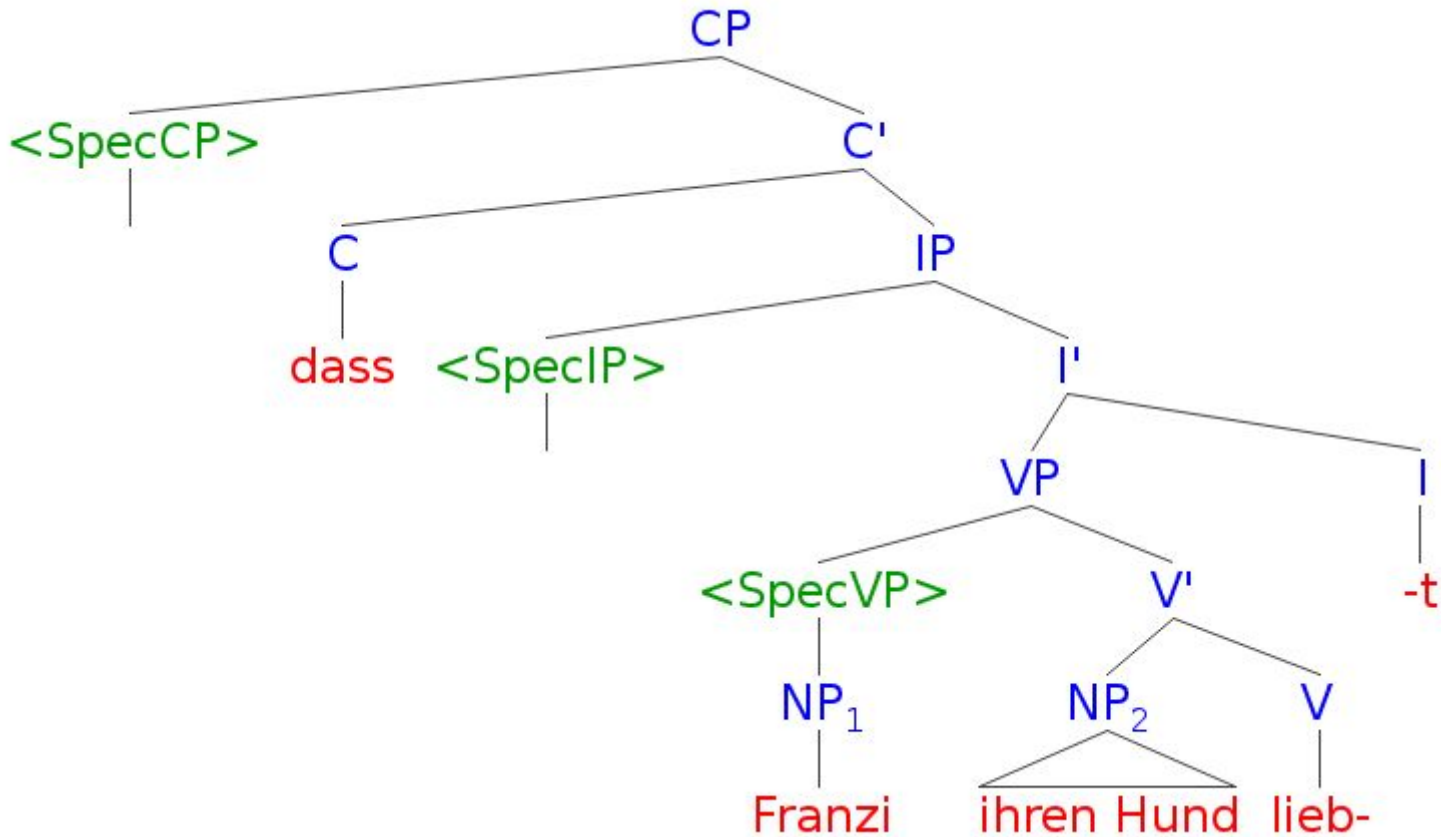 CP
<SpecCP> C'
C IP
dass <SpecIP> I'
VP I
<SpecVP> V' -t
NP₁ NP₂ V
Franzi ihren Hund lieb-